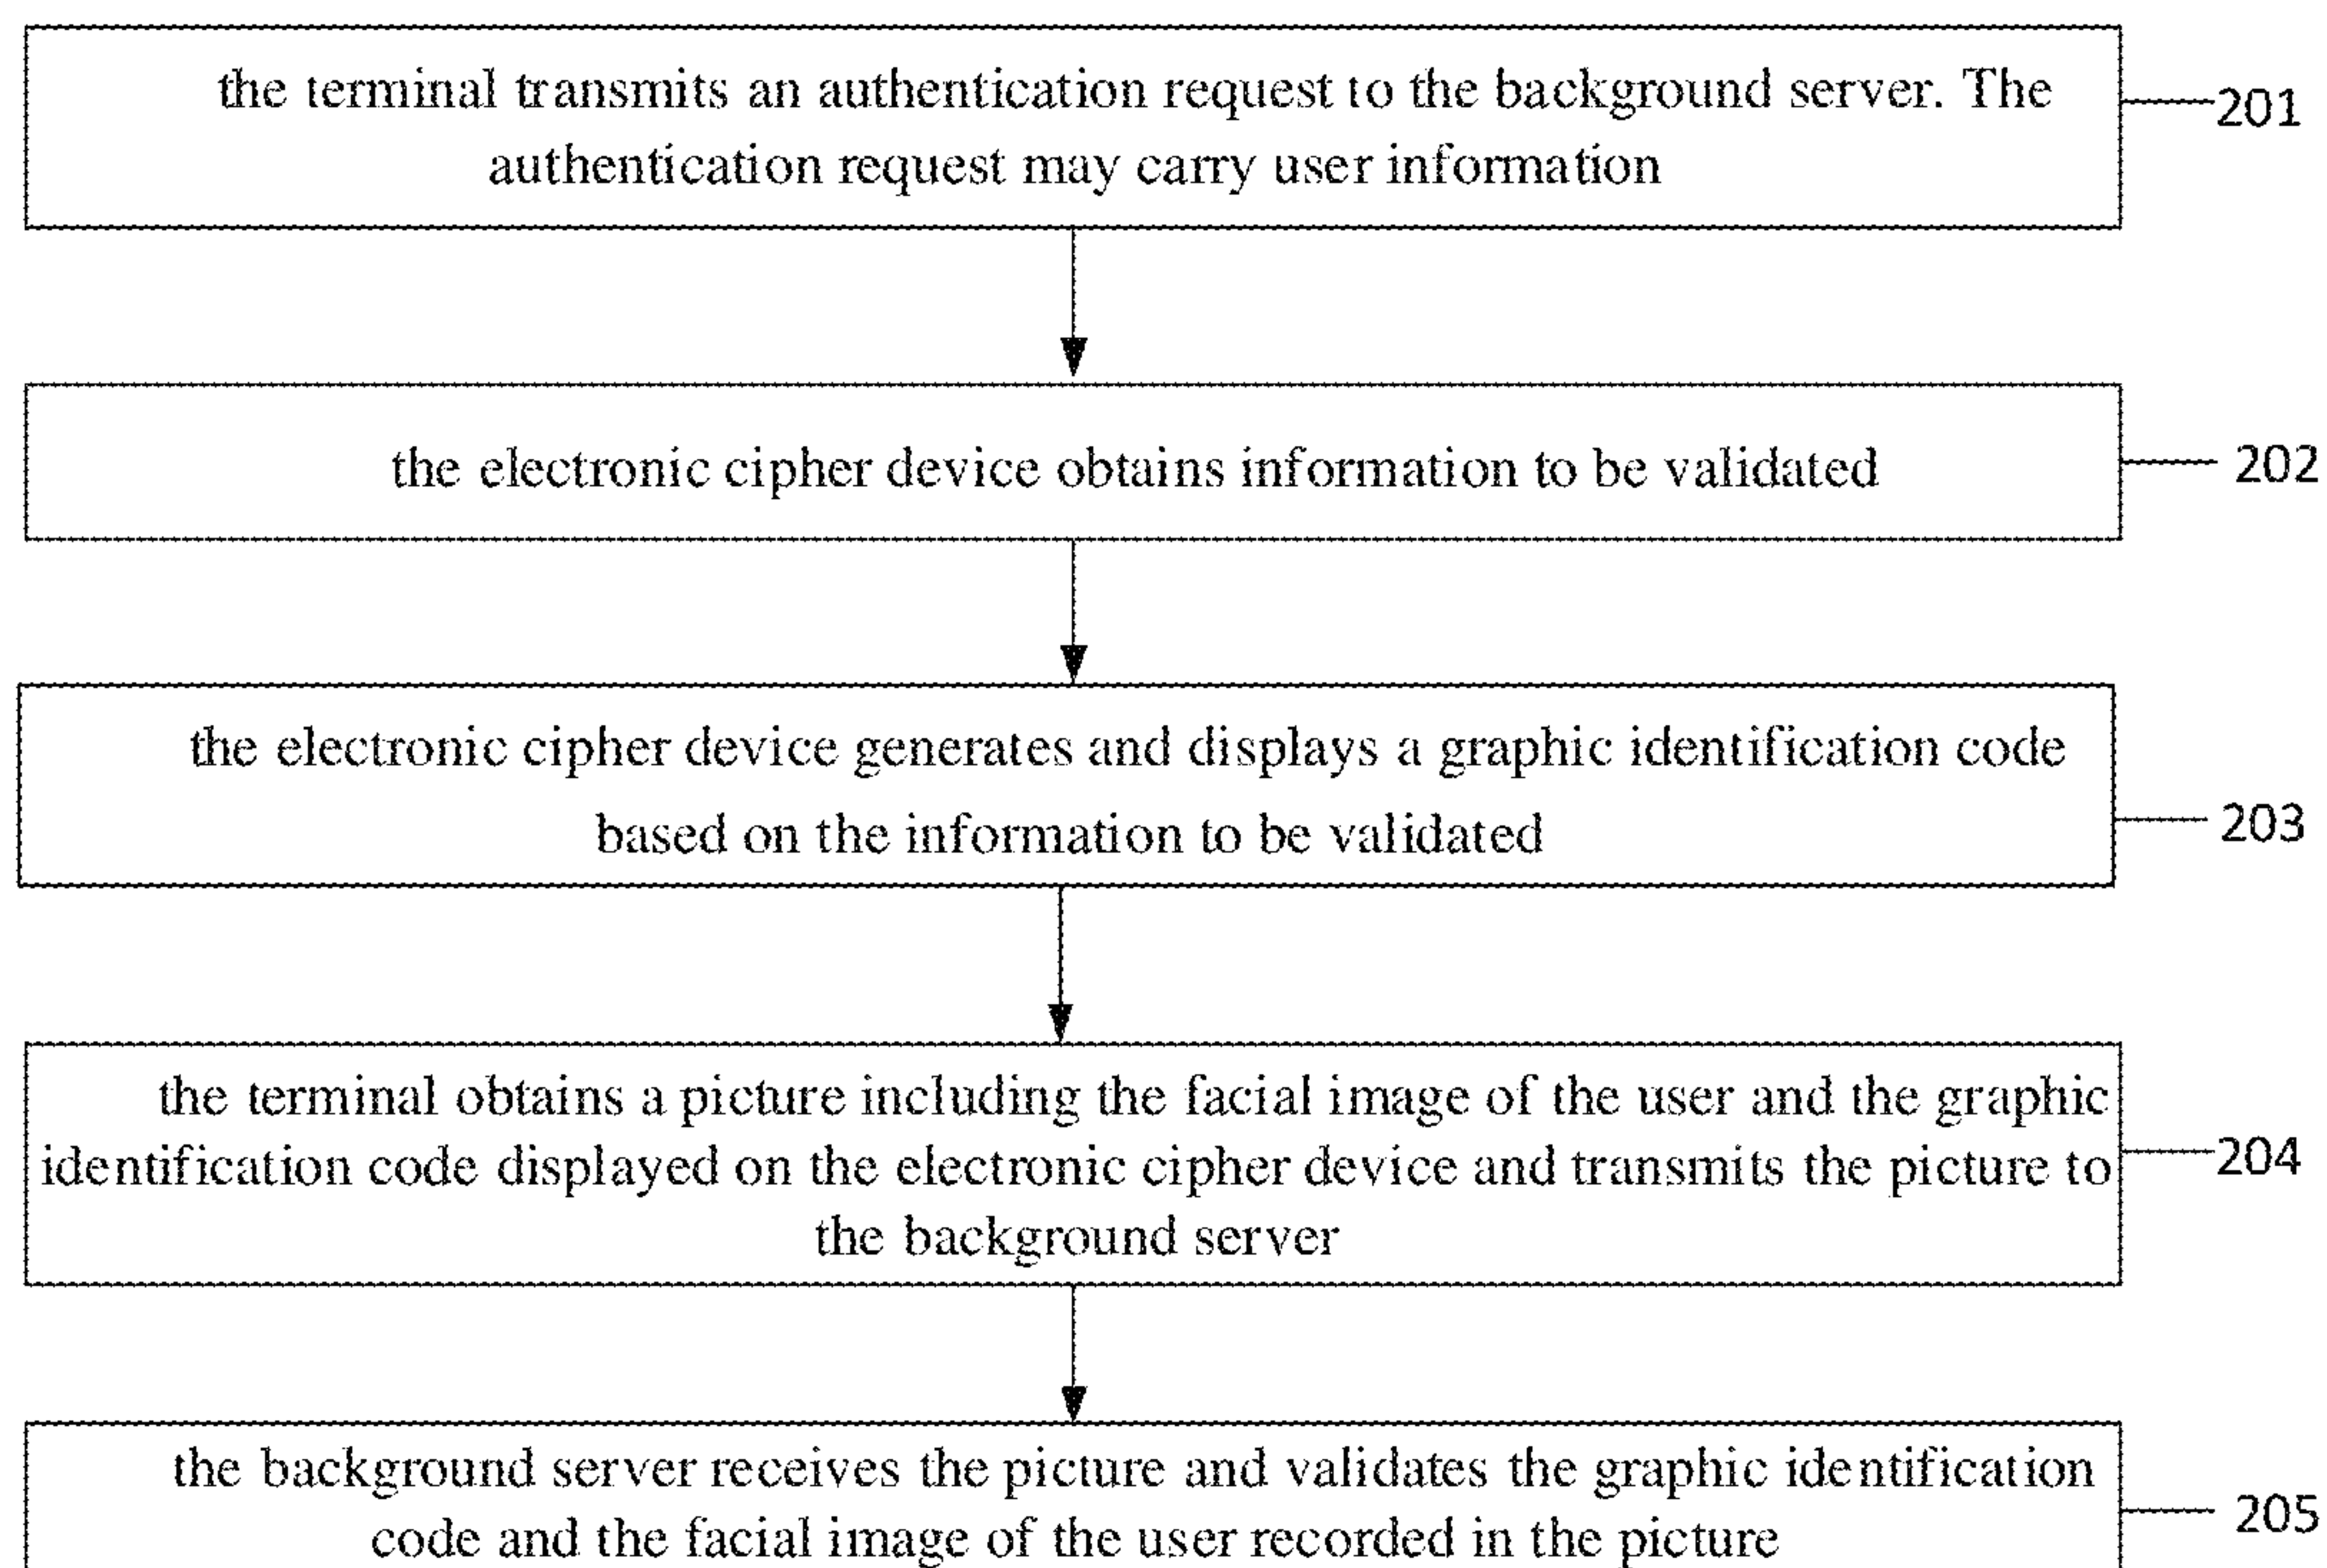 the terminal transmits an authentication request to the background server. The
authentication request may carry user information
201
the electronic cipher device obtains information to be validated
202
the electronic cipher device generates and displays a graphic identification code
based on the information to be validated
203
the terminal obtains a picture including the facial image of the user and the graphic
identification code displayed on the electronic cipher device and transmits the picture to
the background server
204
the background server receives the picture and validates the graphic identification
code and the facial image of the user recorded in the picture
205